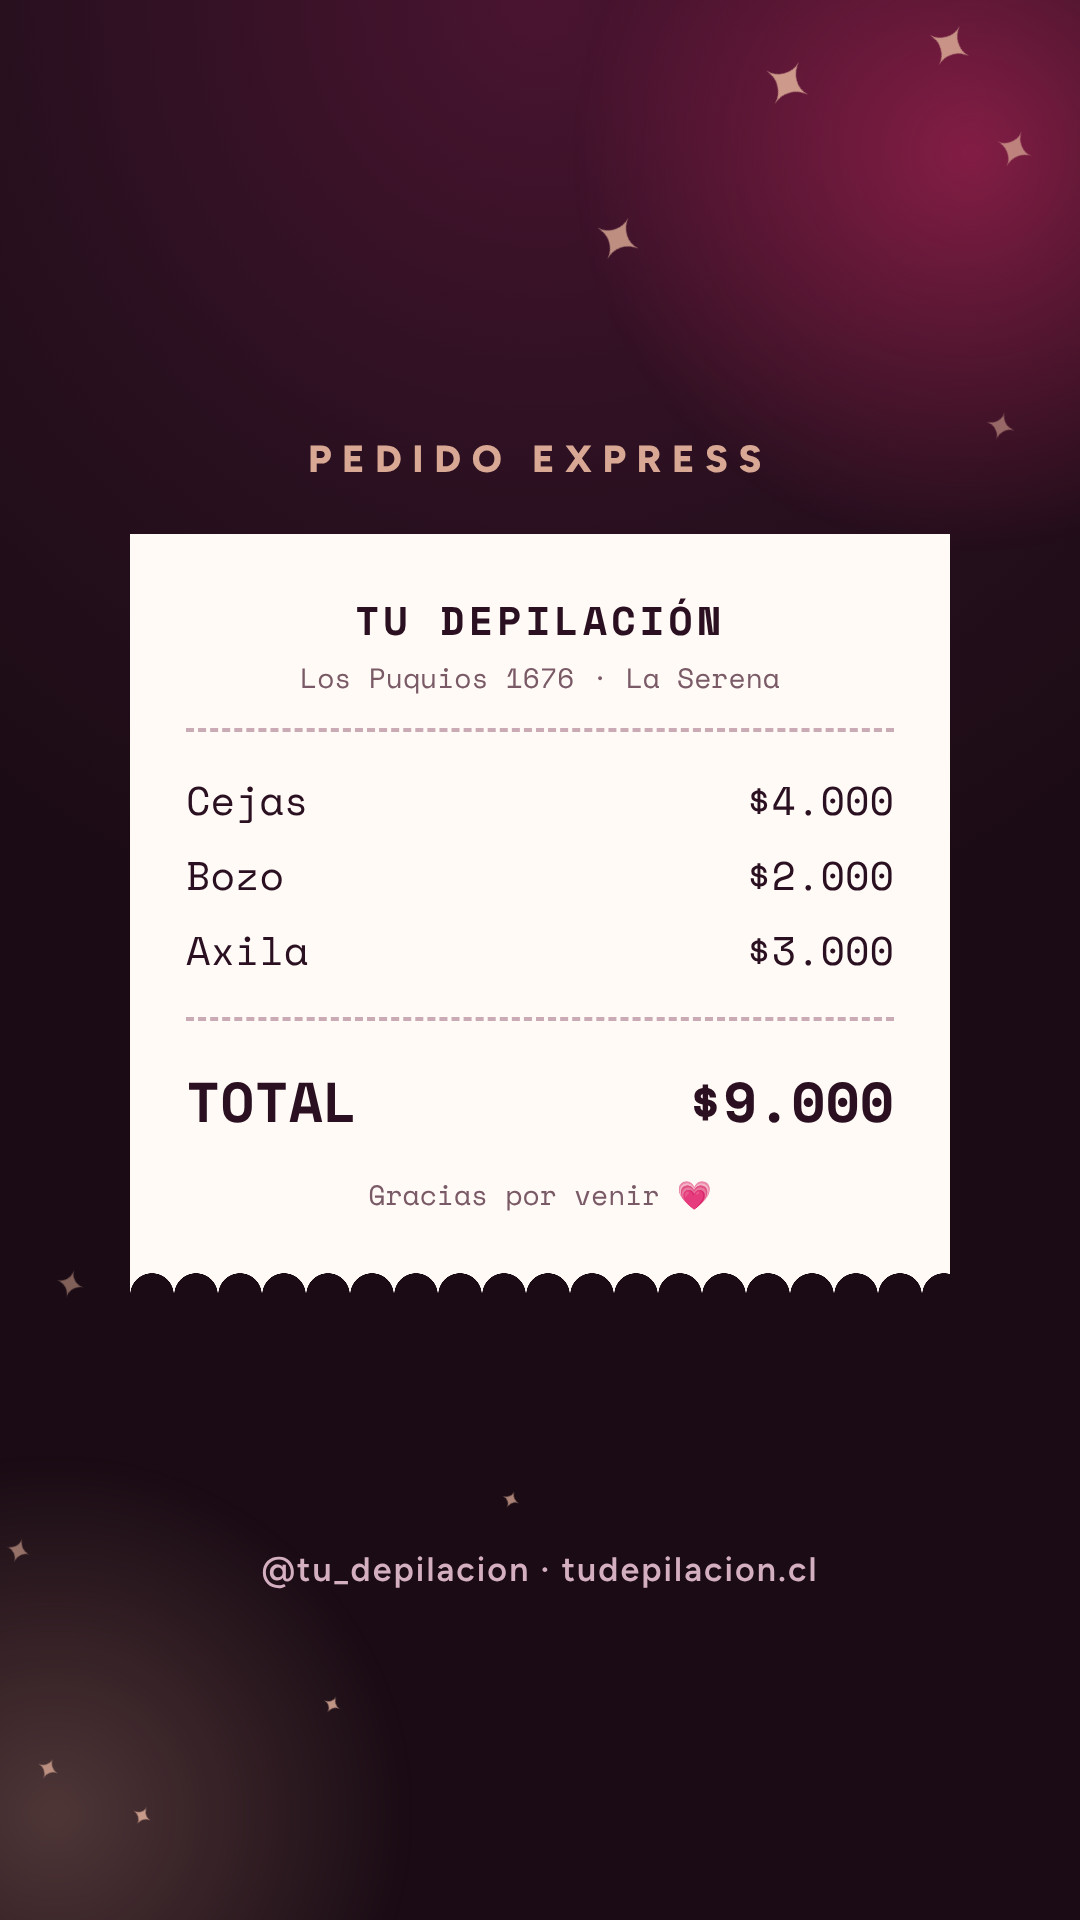 PEDIDO EXPRESS
TU DEPILACIÓN
Los Puquios 1676 · La Serena
Cejas $4.000
Bozo $2.000
Axila $3.000
TOTAL $9.000
Gracias por venir 💗
@tu_depilacion · tudepilacion.cl